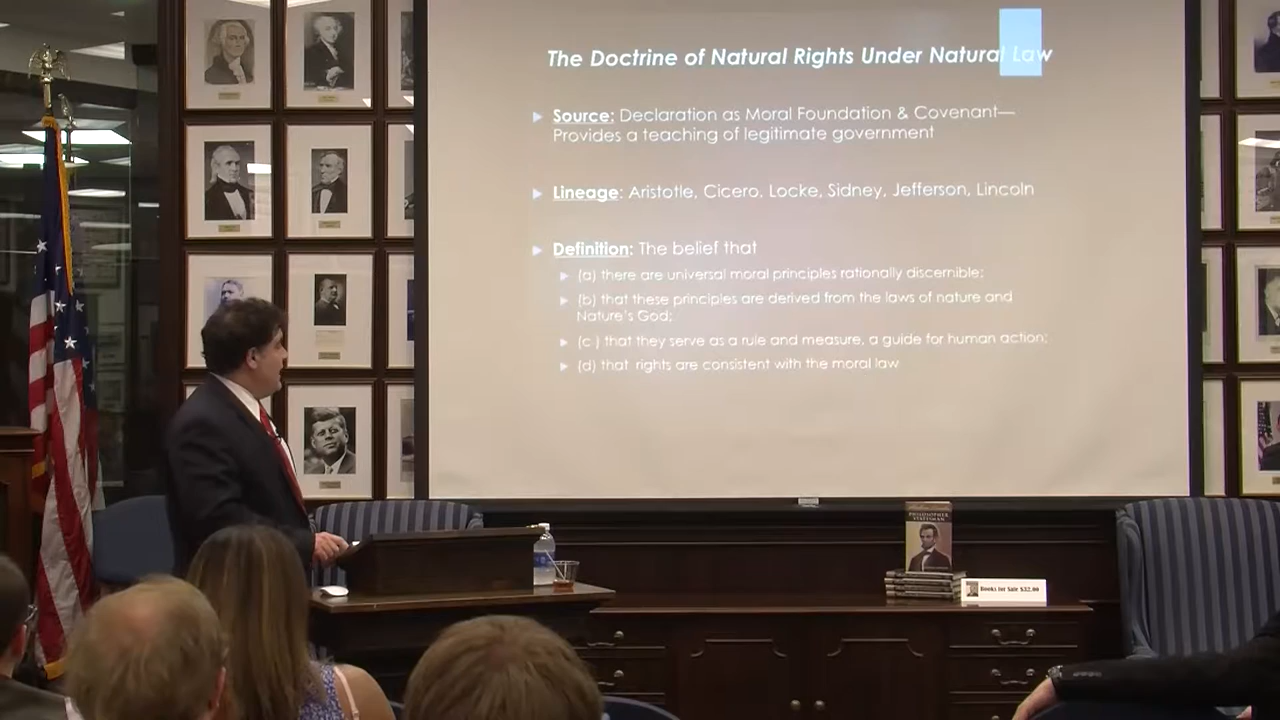 The Doctrine of Natural Rights Under Natural Law
Source: Declaration as Moral Foundation & Covenant—
Provides a teaching of legitimate government
Lineage: Aristotle, Cicero, Locke, Sidney, Jefferson, Lincoln
Definition: The belief that
(a) there are universal moral principles rationally discernible;
(b) that these principles are derived from the laws of nature and
Nature's God;
(c ) that they serve as a rule and measure, a guide for human action;
(d) that rights are consistent with the moral law
PHILOSOPHER
STATESMAN
Books for Sale $32.00